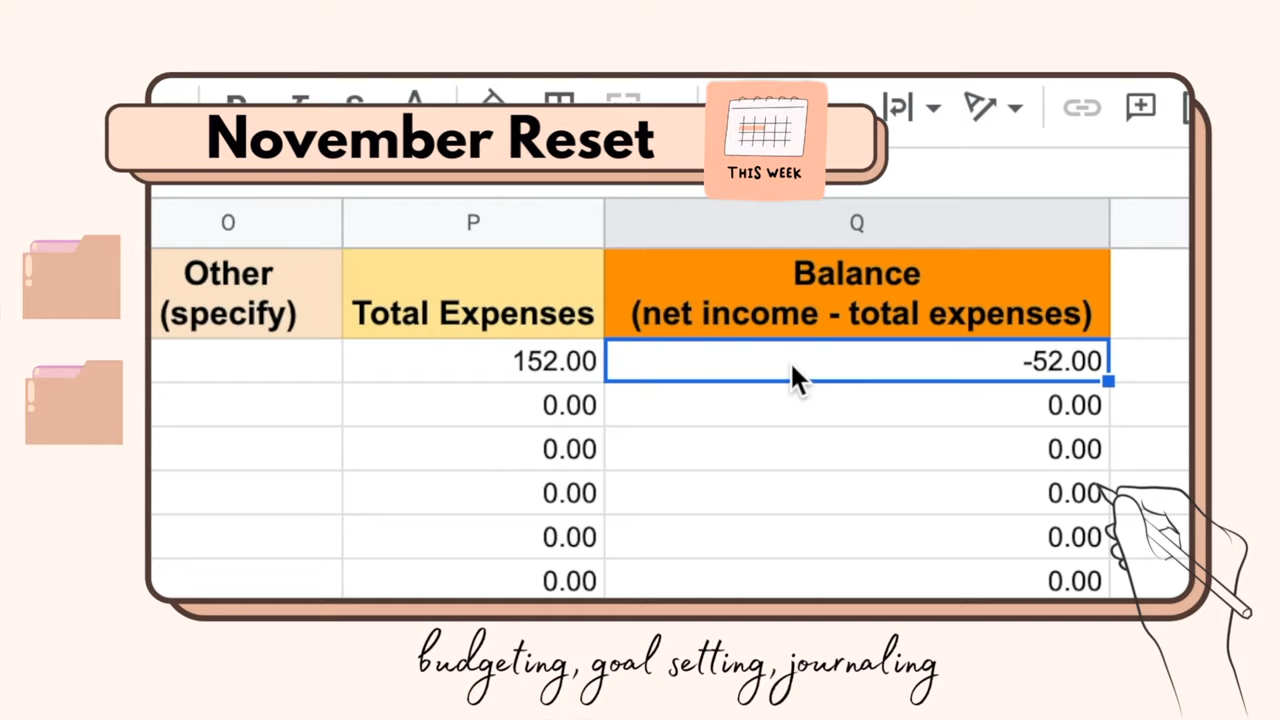 November Reset
THIS WEEK
O P Q
Other
(specify)
Total Expenses
Balance
(net income - total expenses)
152.00 -52.00
0.00 0.00
0.00 0.00
0.00 0.00
0.00 0.00
0.00 0.00
budgeting, goal setting, journaling